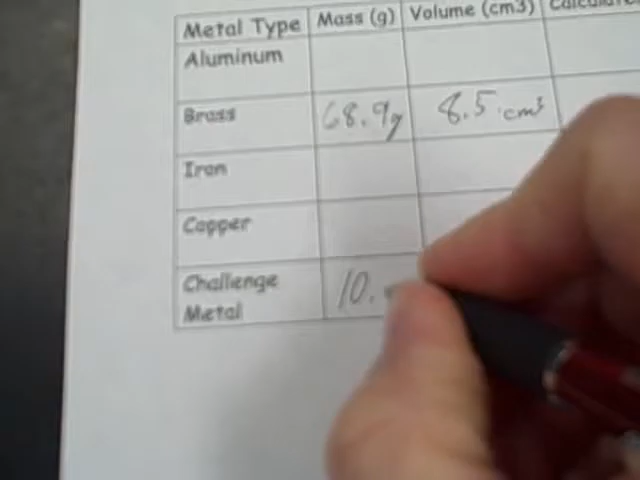 Metal Type Mass (g) Volume (cm3)
Aluminum
Brass 68.9g 8.5 cm³
Iron
Copper
Challenge Metal 10.